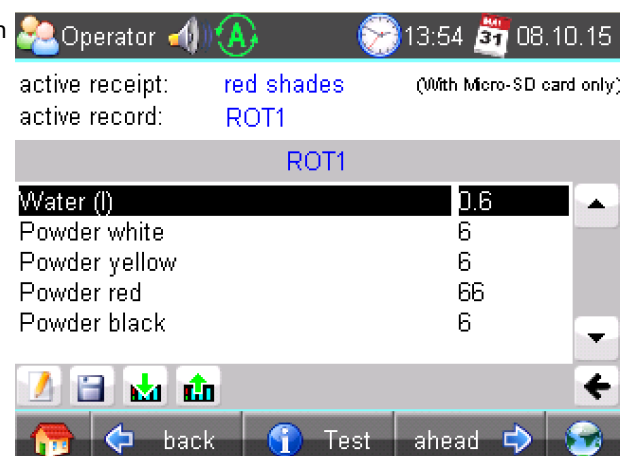 n
Operator A 13:54 31 08.10.15
active receipt: red shades (With Micro-SD card only)
active record: ROT1
ROT1
Water (l) 0.6
Powder white 6
Powder yellow 6
Powder red 66
Powder black 6
back i Test ahead